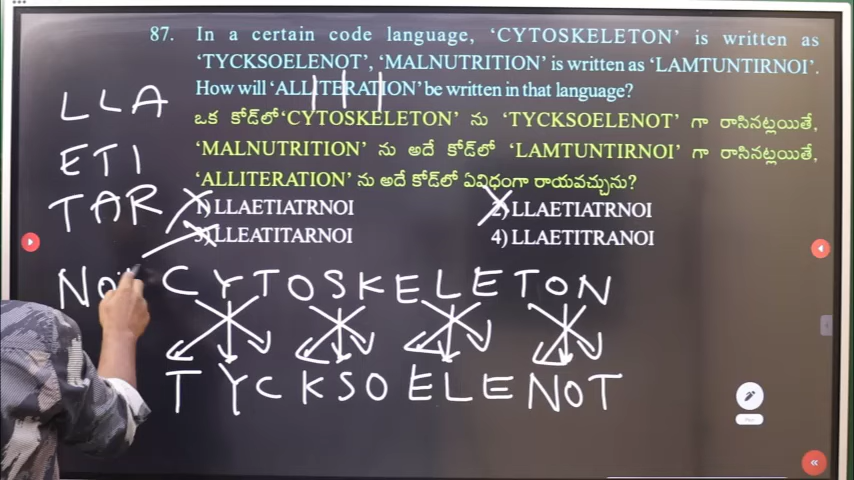 87. In a certain code language, 'CYTOSKELETON' is written as
'TYCKSOELENOT', 'MALNUTRITION' is written as 'LAMTUNTIRNOI'.
How will 'ALLITERATION' be written in that language?
ఒక కోడ్‌లో 'CYTOSKELETON' ను 'TYCKSOELENOT' గా రాసినట్లయితే,
'MALNUTRITION' ను అదే కోడ్‌లో 'LAMTUNTIRNOI' గా రాసినట్లయితే,
'ALLITERATION' ను అదే కోడ్‌లో ఏవిధంగా రాయవచ్చును?
1) LLAETIATRNOI 2) LLAETIATRNOI
3) LLEATITARNOI 4) LLAETITRANOI
LLA
ETI
TAR
NO
CYTOSKELETON
TYCKSOELENOT